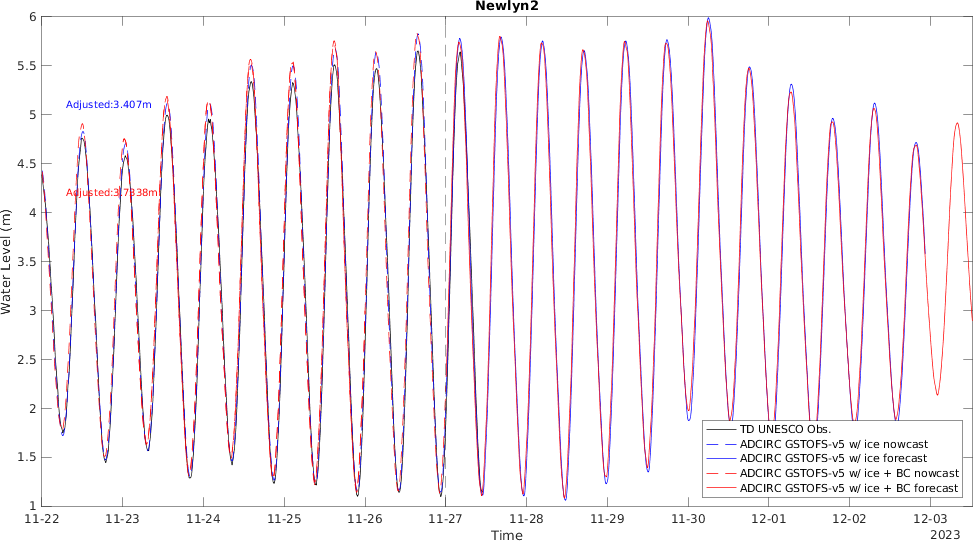 Newlyn2
6
5.5
5
4.5
4
3.5
3
2.5
2
1.5
1
Water Level (m)
Adjusted:3.407m
Adjusted:3.7338m
TD UNESCO Obs.
ADCIRC GSTOFS-v5 w/ ice nowcast
ADCIRC GSTOFS-v5 w/ ice forecast
ADCIRC GSTOFS-v5 w/ ice + BC nowcast
ADCIRC GSTOFS-v5 w/ ice + BC forecast
11-22 11-23 11-24 11-25 11-26 11-27 11-28 11-29 11-30 12-01 12-02 12-03
Time
2023